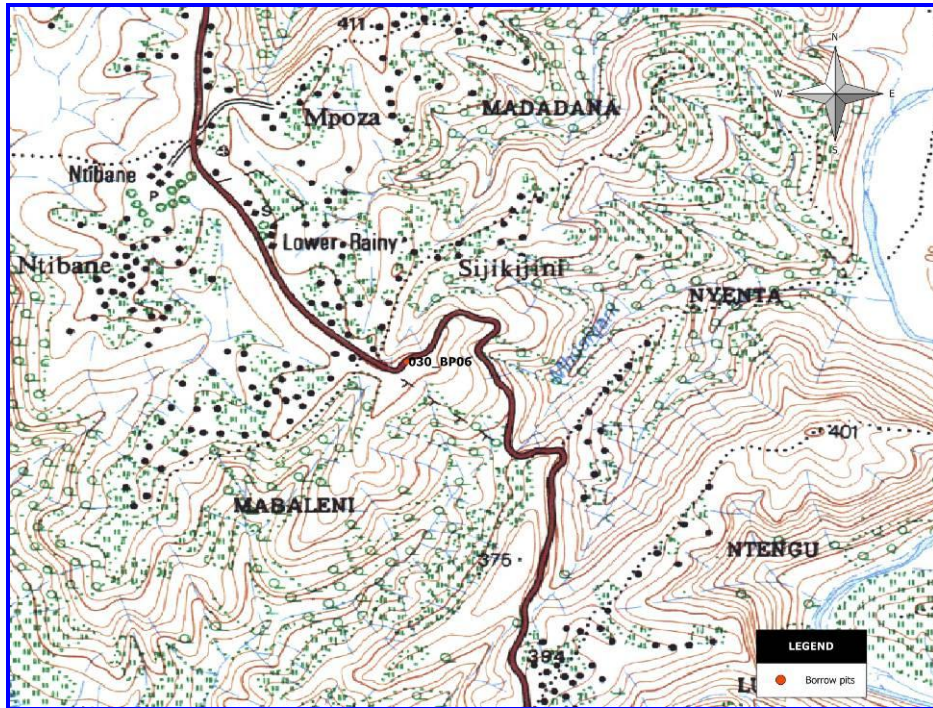 411
N
Mpoza
MADADANA
W
E
S
Ntibane
P
S
Lower Rainy
Ntibane
Sijikijini
NYENTA
030_BP06
401
MABALENI
375
NTENGU
394
LEGEND
Borrow pits